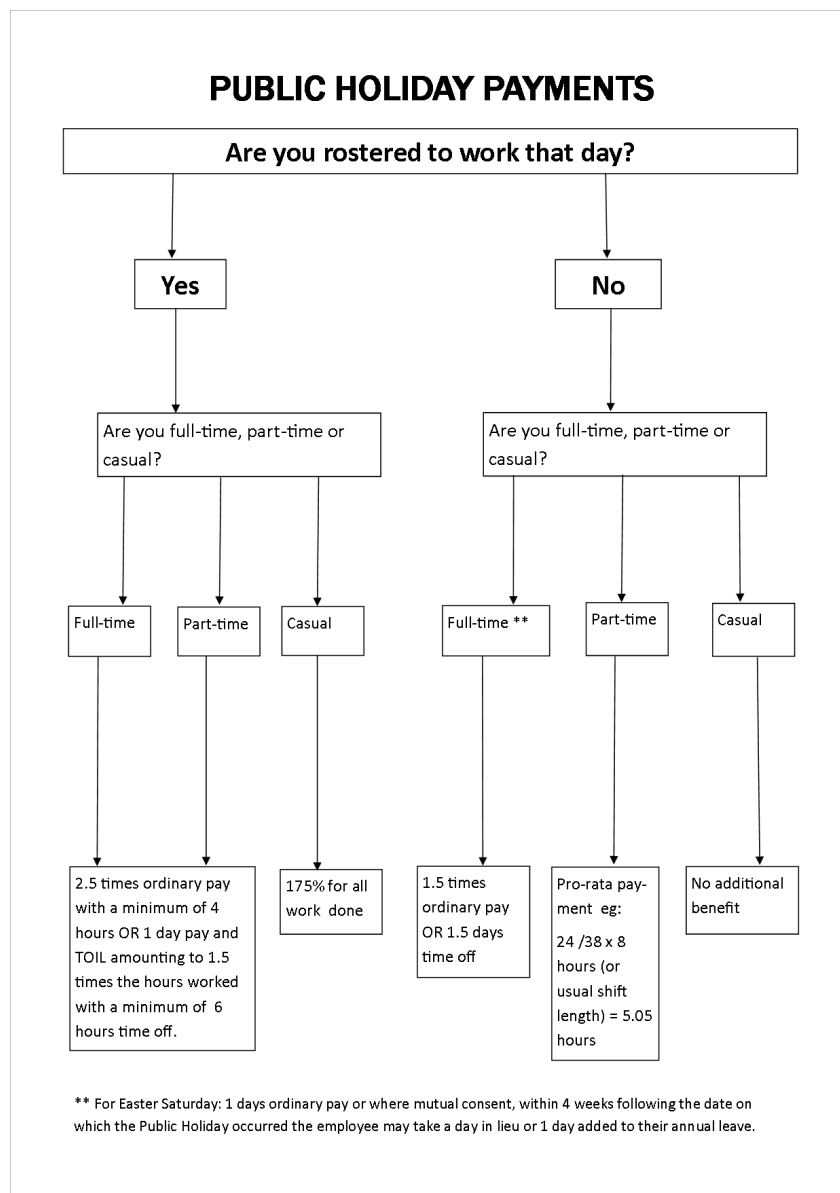 PUBLIC HOLIDAY PAYMENTS
Are you rostered to work that day?
Yes
No
Are you full-time, part-time or
casual?
Are you full-time, part-time or
casual?
Full-time
Part-time
Casual
Full-time **
Part-time
Casual
2.5 times ordinary pay
with a minimum of 4
hours OR 1 day pay and
TOIL amounting to 1.5
times the hours worked
with a minimum of 6
hours time off.
175% for all
work done
1.5 times
ordinary pay
OR 1.5 days
time off
Pro-rata pay-
ment eg:
24 /38 x 8
hours (or
usual shift
length) = 5.05
hours
No additional
benefit
** For Easter Saturday: 1 days ordinary pay or where mutual consent, within 4 weeks following the date on
which the Public Holiday occurred the employee may take a day in lieu or 1 day added to their annual leave.